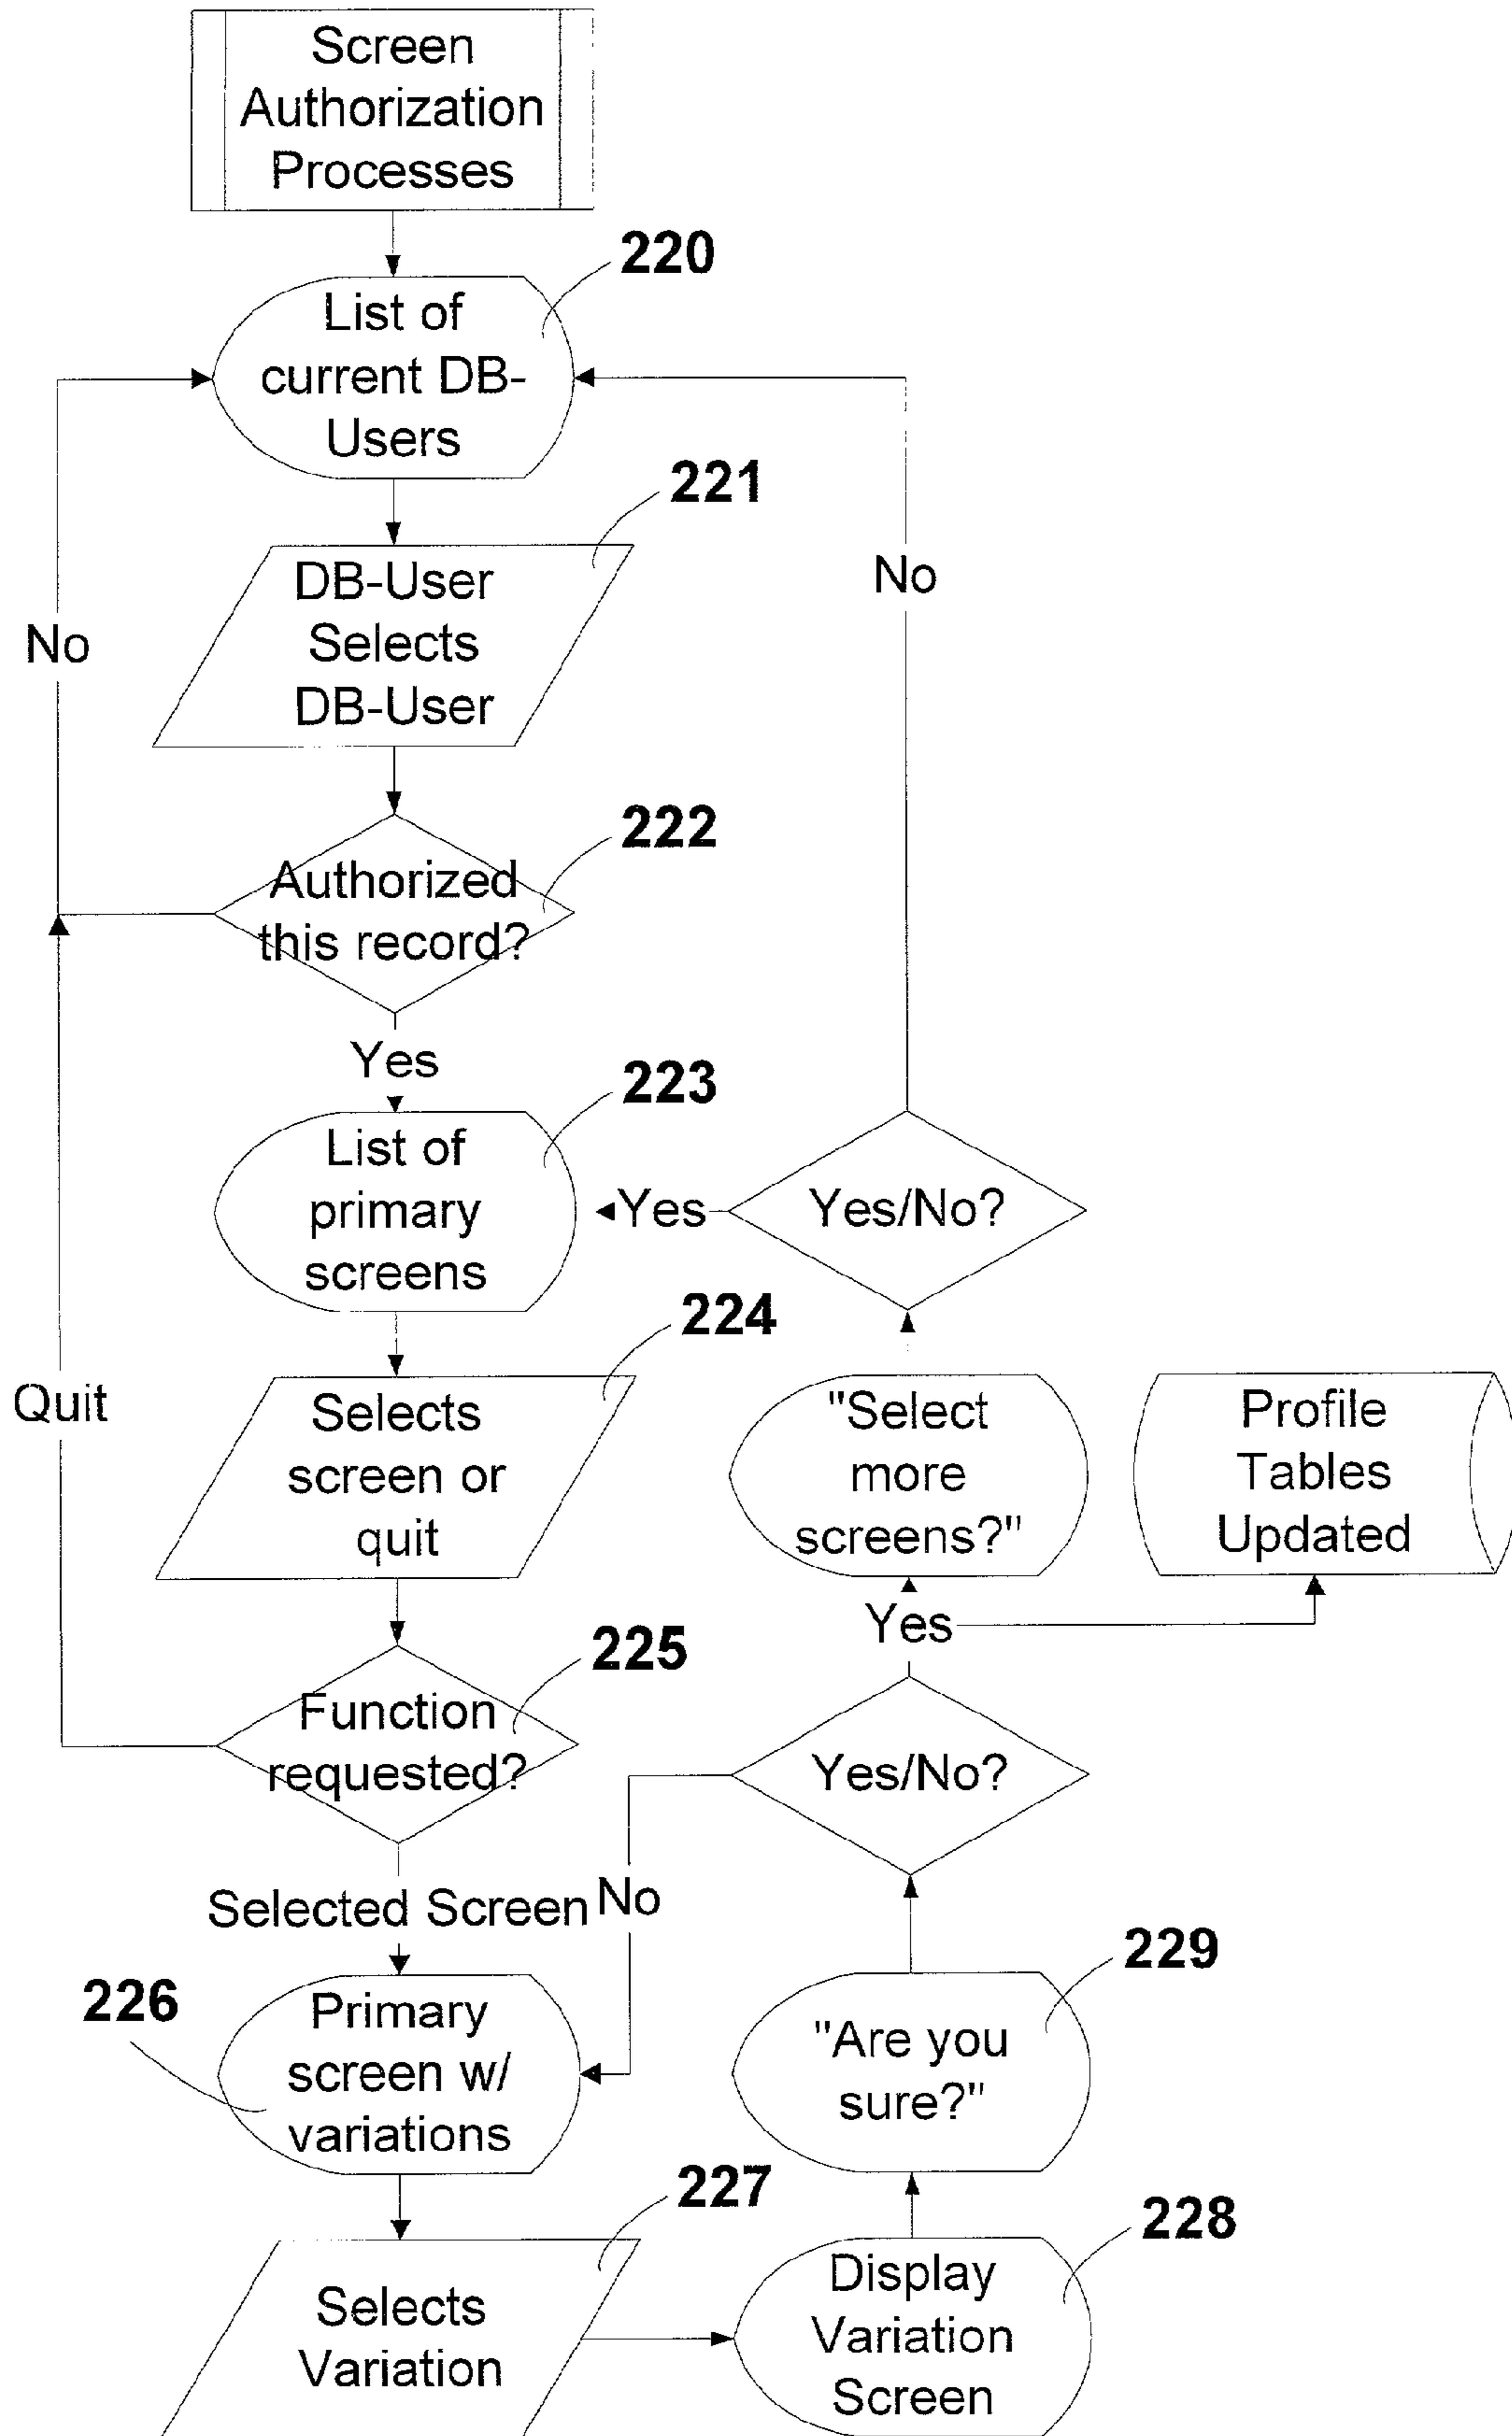 Screen
Authorization
Processes
220
List of
current DB-
Users
221
DB-User
Selects
DB-User
No
No
222
Authorized
this record?
Yes
223
List of
primary
screens
Yes
Yes/No?
224
Selects
screen or
quit
Quit
"Select
more
screens?"
Profile
Tables
Updated
Yes
225
Function
requested?
Yes/No?
Selected Screen
No
226
Primary
screen w/
variations
229
"Are you
sure?"
227
Selects
Variation
228
Display
Variation
Screen